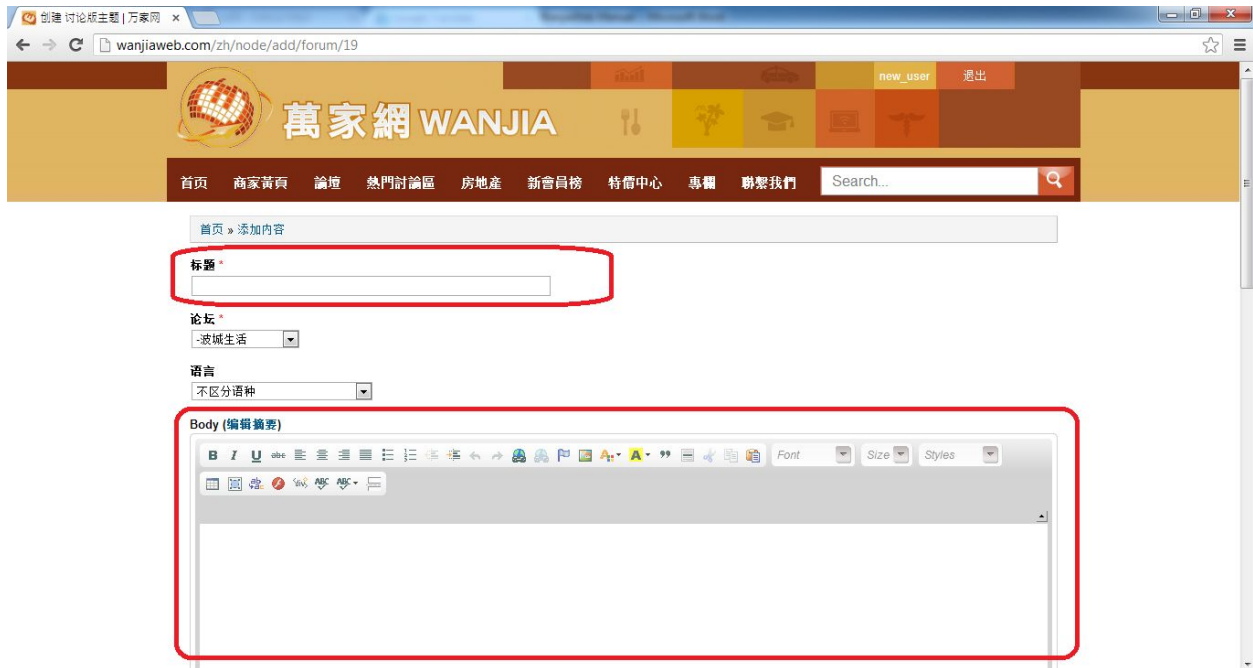 创建 讨论版主题 | 万家网
wanjiaweb.com/zh/node/add/forum/19
new_user 退出
萬家網 WANJIA
首页 商家黃頁 論壇 熱門討論區 房地産 新會員榜 特價中心 專欄 聯繫我們 Search...
首页 » 添加内容
标题 *
论坛 *
-波城生活
语言
不区分语种
Body (编辑摘要)
B I U abc Font Size Styles
ABC ABC